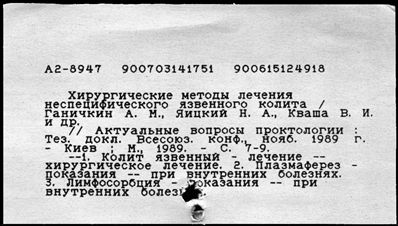 А2-8947 900703141751 900615124918
Хирургические методы лечения
неспецифического язвенного колита /
Ганичкин А. М., Яицкий Н. А., Кваша В. И.
и др.
// Актуальные вопросы проктологии :
Тез. докл. Всесоюз. конф., Нояб. 1989 г.
- Киев ; М., 1989. - С. 7-9.
--1. Колит язвенный - лечение --
хирургическое лечение. 2. Плазмаферез -
показания -- при внутренних болезнях.
3. Лимфосорбция - показания -- при
внутренних болезнях.